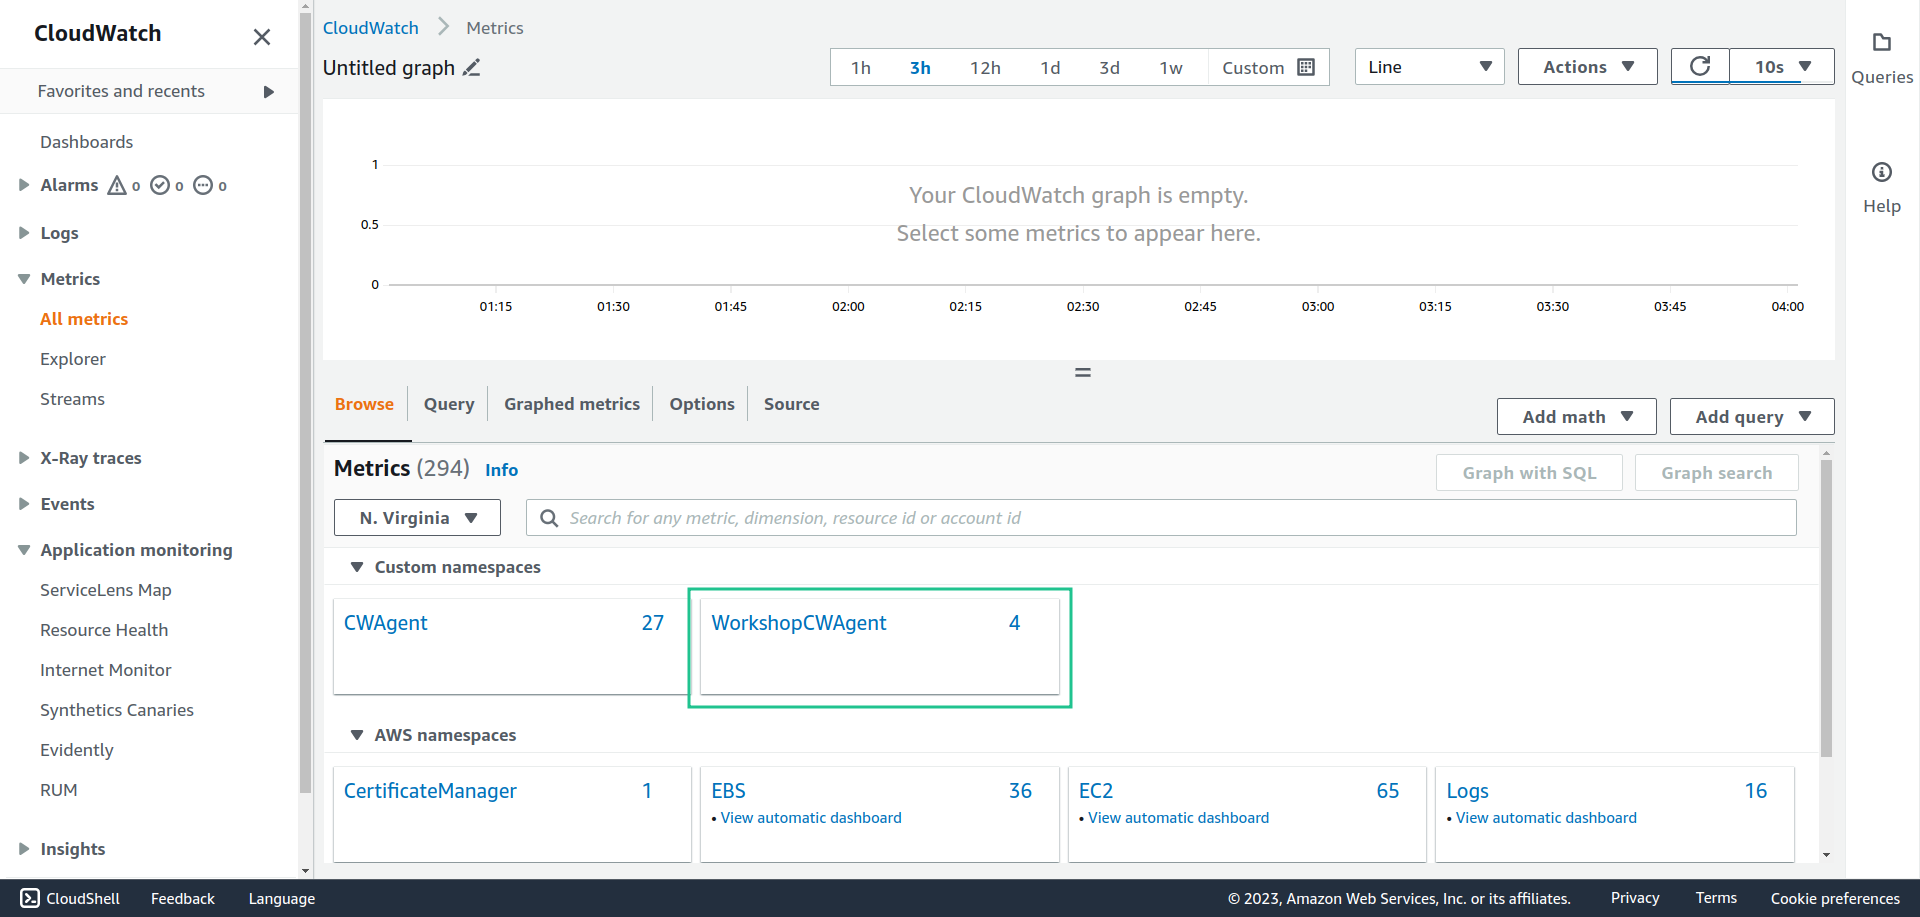 CloudWatch
Favorites and recents
Dashboards
Alarms 0 0 0
Logs
Metrics
All metrics
Explorer
Streams
X-Ray traces
Events
Application monitoring
ServiceLens Map
Resource Health
Internet Monitor
Synthetics Canaries
Evidently
RUM
Insights
CloudWatch Metrics
Untitled graph
1h 3h 12h 1d 3d 1w Custom
Line
Actions
10s
Queries
Help
1
0.5
0
Your CloudWatch graph is empty.
Select some metrics to appear here.
01:15 01:30 01:45 02:00 02:15 02:30 02:45 03:00 03:15 03:30 03:45 04:00
Browse Query Graphed metrics Options Source
Add math Add query
Metrics (294) Info
Graph with SQL Graph search
N. Virginia
Search for any metric, dimension, resource id or account id
Custom namespaces
CWAgent 27
WorkshopCWAgent 4
AWS namespaces
CertificateManager 1
EBS 36
• View automatic dashboard
EC2 65
• View automatic dashboard
Logs 16
• View automatic dashboard
CloudShell Feedback Language
© 2023, Amazon Web Services, Inc. or its affiliates. Privacy Terms Cookie preferences